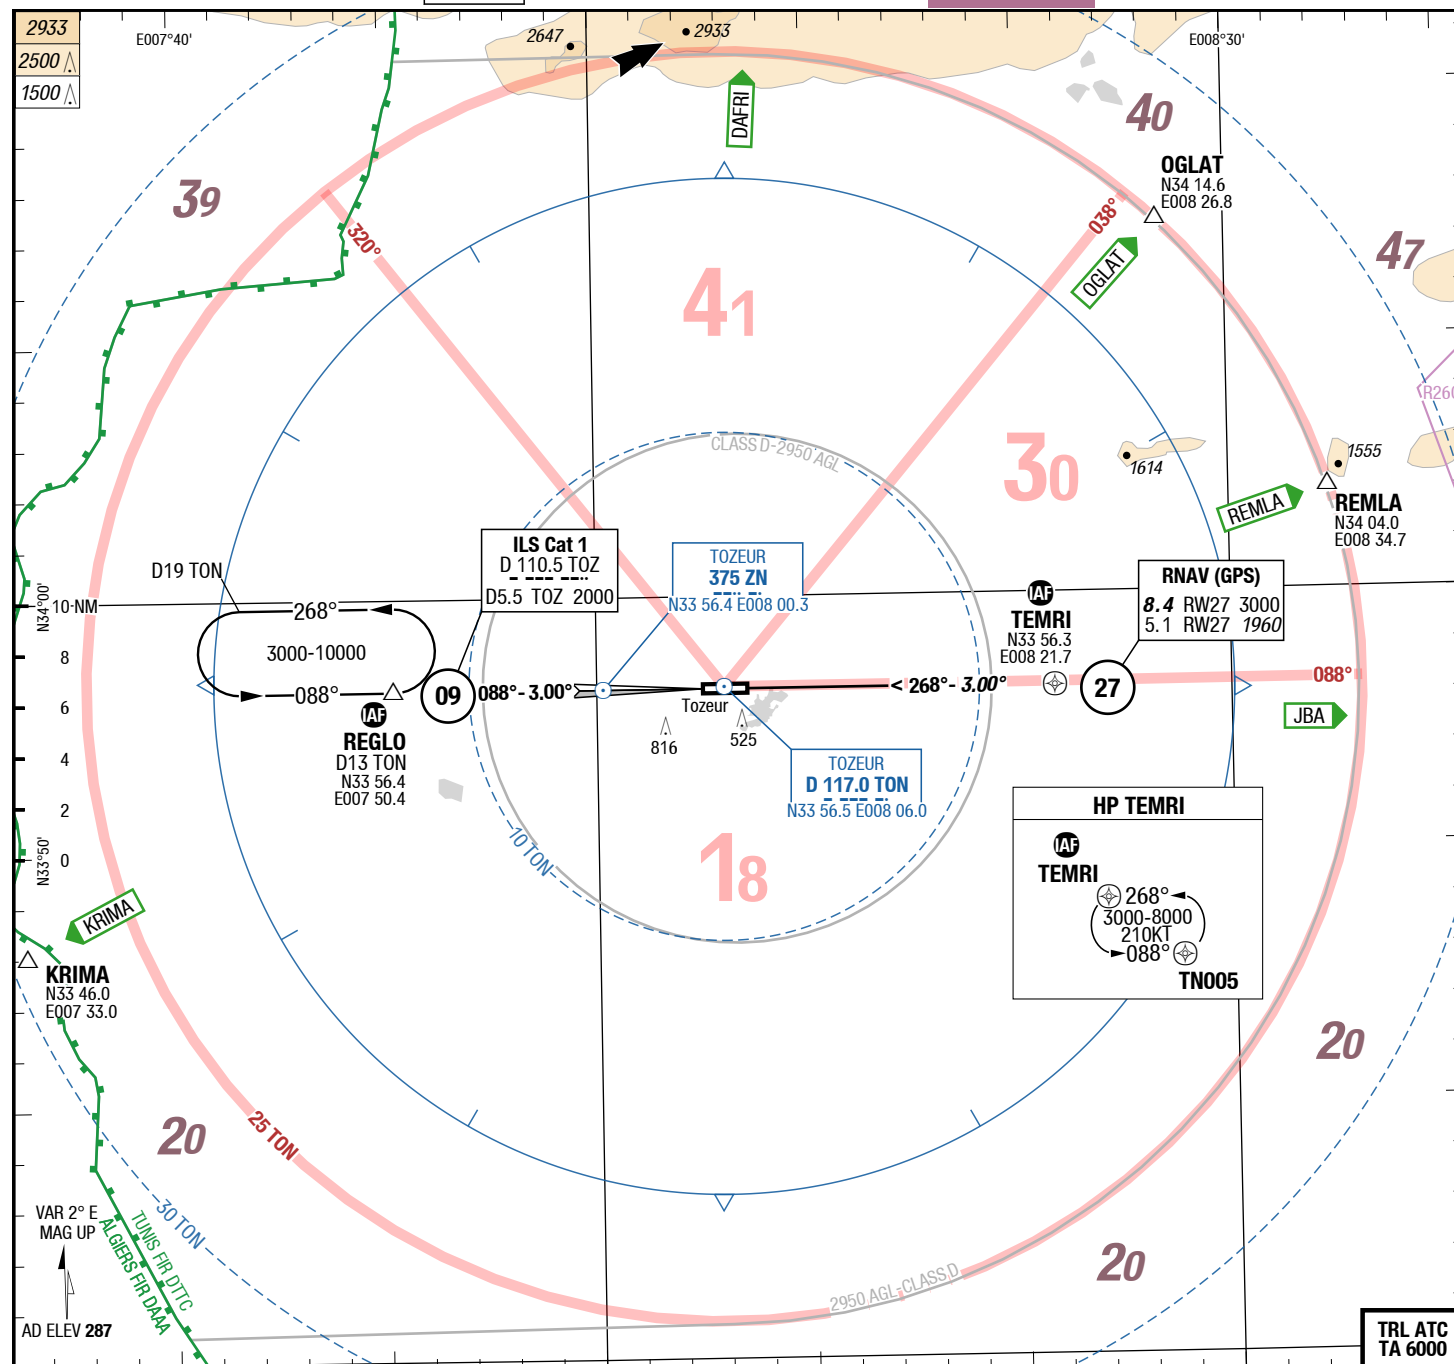 2933
2500
1500
E007°40'
2647
2933
E008°30'
DAFRI
40
39
OGLAT
N34 14.6
E008 26.8
320°
038°
47
OGLAT
41
R260
CLASS D-2950 AGL
30
1614
1555
REMLA
REMLA
N34 04.0
E008 34.7
ILS Cat 1
D 110.5 TOZ
D5.5 TOZ 2000
TOZEUR
375 ZN
N33 56.4 E008 00.3
RNAV (GPS)
8.4 RW27 3000
5.1 RW27 1960
D19 TON
N34°00'
10-NM
8
6
4
2
0
N33°50'
268°
3000-10000
088°
IAF
REGLO
D13 TON
N33 56.4
E007 50.4
09
088°-3.00°
Tozeur
816
525
< 268°-3.00°
IAF
TEMRI
N33 56.3
E008 21.7
27
088°
JBA
TOZEUR
D 117.0 TON
N33 56.5 E008 06.0
10 TON
18
HP TEMRI
IAF
TEMRI
268°
3000-8000
210KT
088°
TN005
KRIMA
KRIMA
N33 46.0
E007 33.0
20
20
25 TON
30 TON
VAR 2° E
MAG UP
TUNIS FIR DTTC
ALGIERS FIR DAAA
AD ELEV 287
20
2950 AGL-CLASS D
TRL ATC
TA 6000